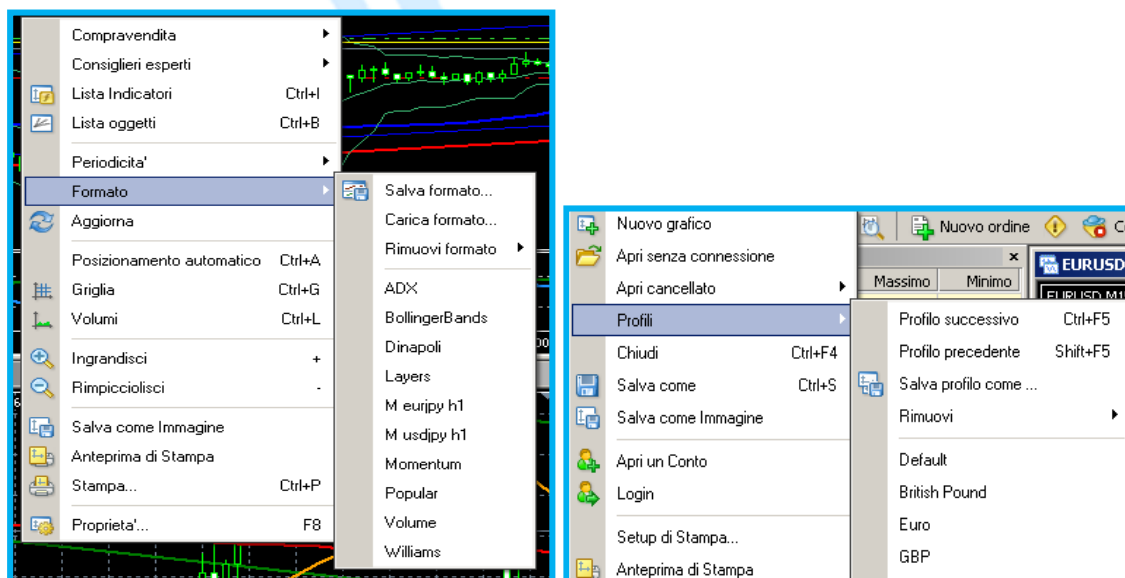 Compravendita
Consiglieri esperti
Lista Indicatori Ctrl+I
Lista oggetti Ctrl+B
Periodicita'
Formato
Aggiorna
Posizionamento automatico Ctrl+A
Griglia Ctrl+G
Volumi Ctrl+L
Ingrandisci +
Rimpicciolisci -
Salva come Immagine
Anteprima di Stampa
Stampa... Ctrl+P
Proprieta'... F8
Salva formato...
Carica formato...
Rimuovi formato
ADX
BollingerBands
Dinapoli
Layers
M eurjpy h1
M usdjpy h1
Momentum
Popular
Volume
Williams
Nuovo grafico
Apri senza connessione
Apri cancellato
Profili
Chiudi Ctrl+F4
Salva come Ctrl+S
Salva come Immagine
Apri un Conto
Login
Setup di Stampa...
Anteprima di Stampa
Nuovo ordine
Massimo Minimo
EURUSD
EURUSD,M1
Profilo successivo Ctrl+F5
Profilo precedente Shift+F5
Salva profilo come ...
Rimuovi
Default
British Pound
Euro
GBP